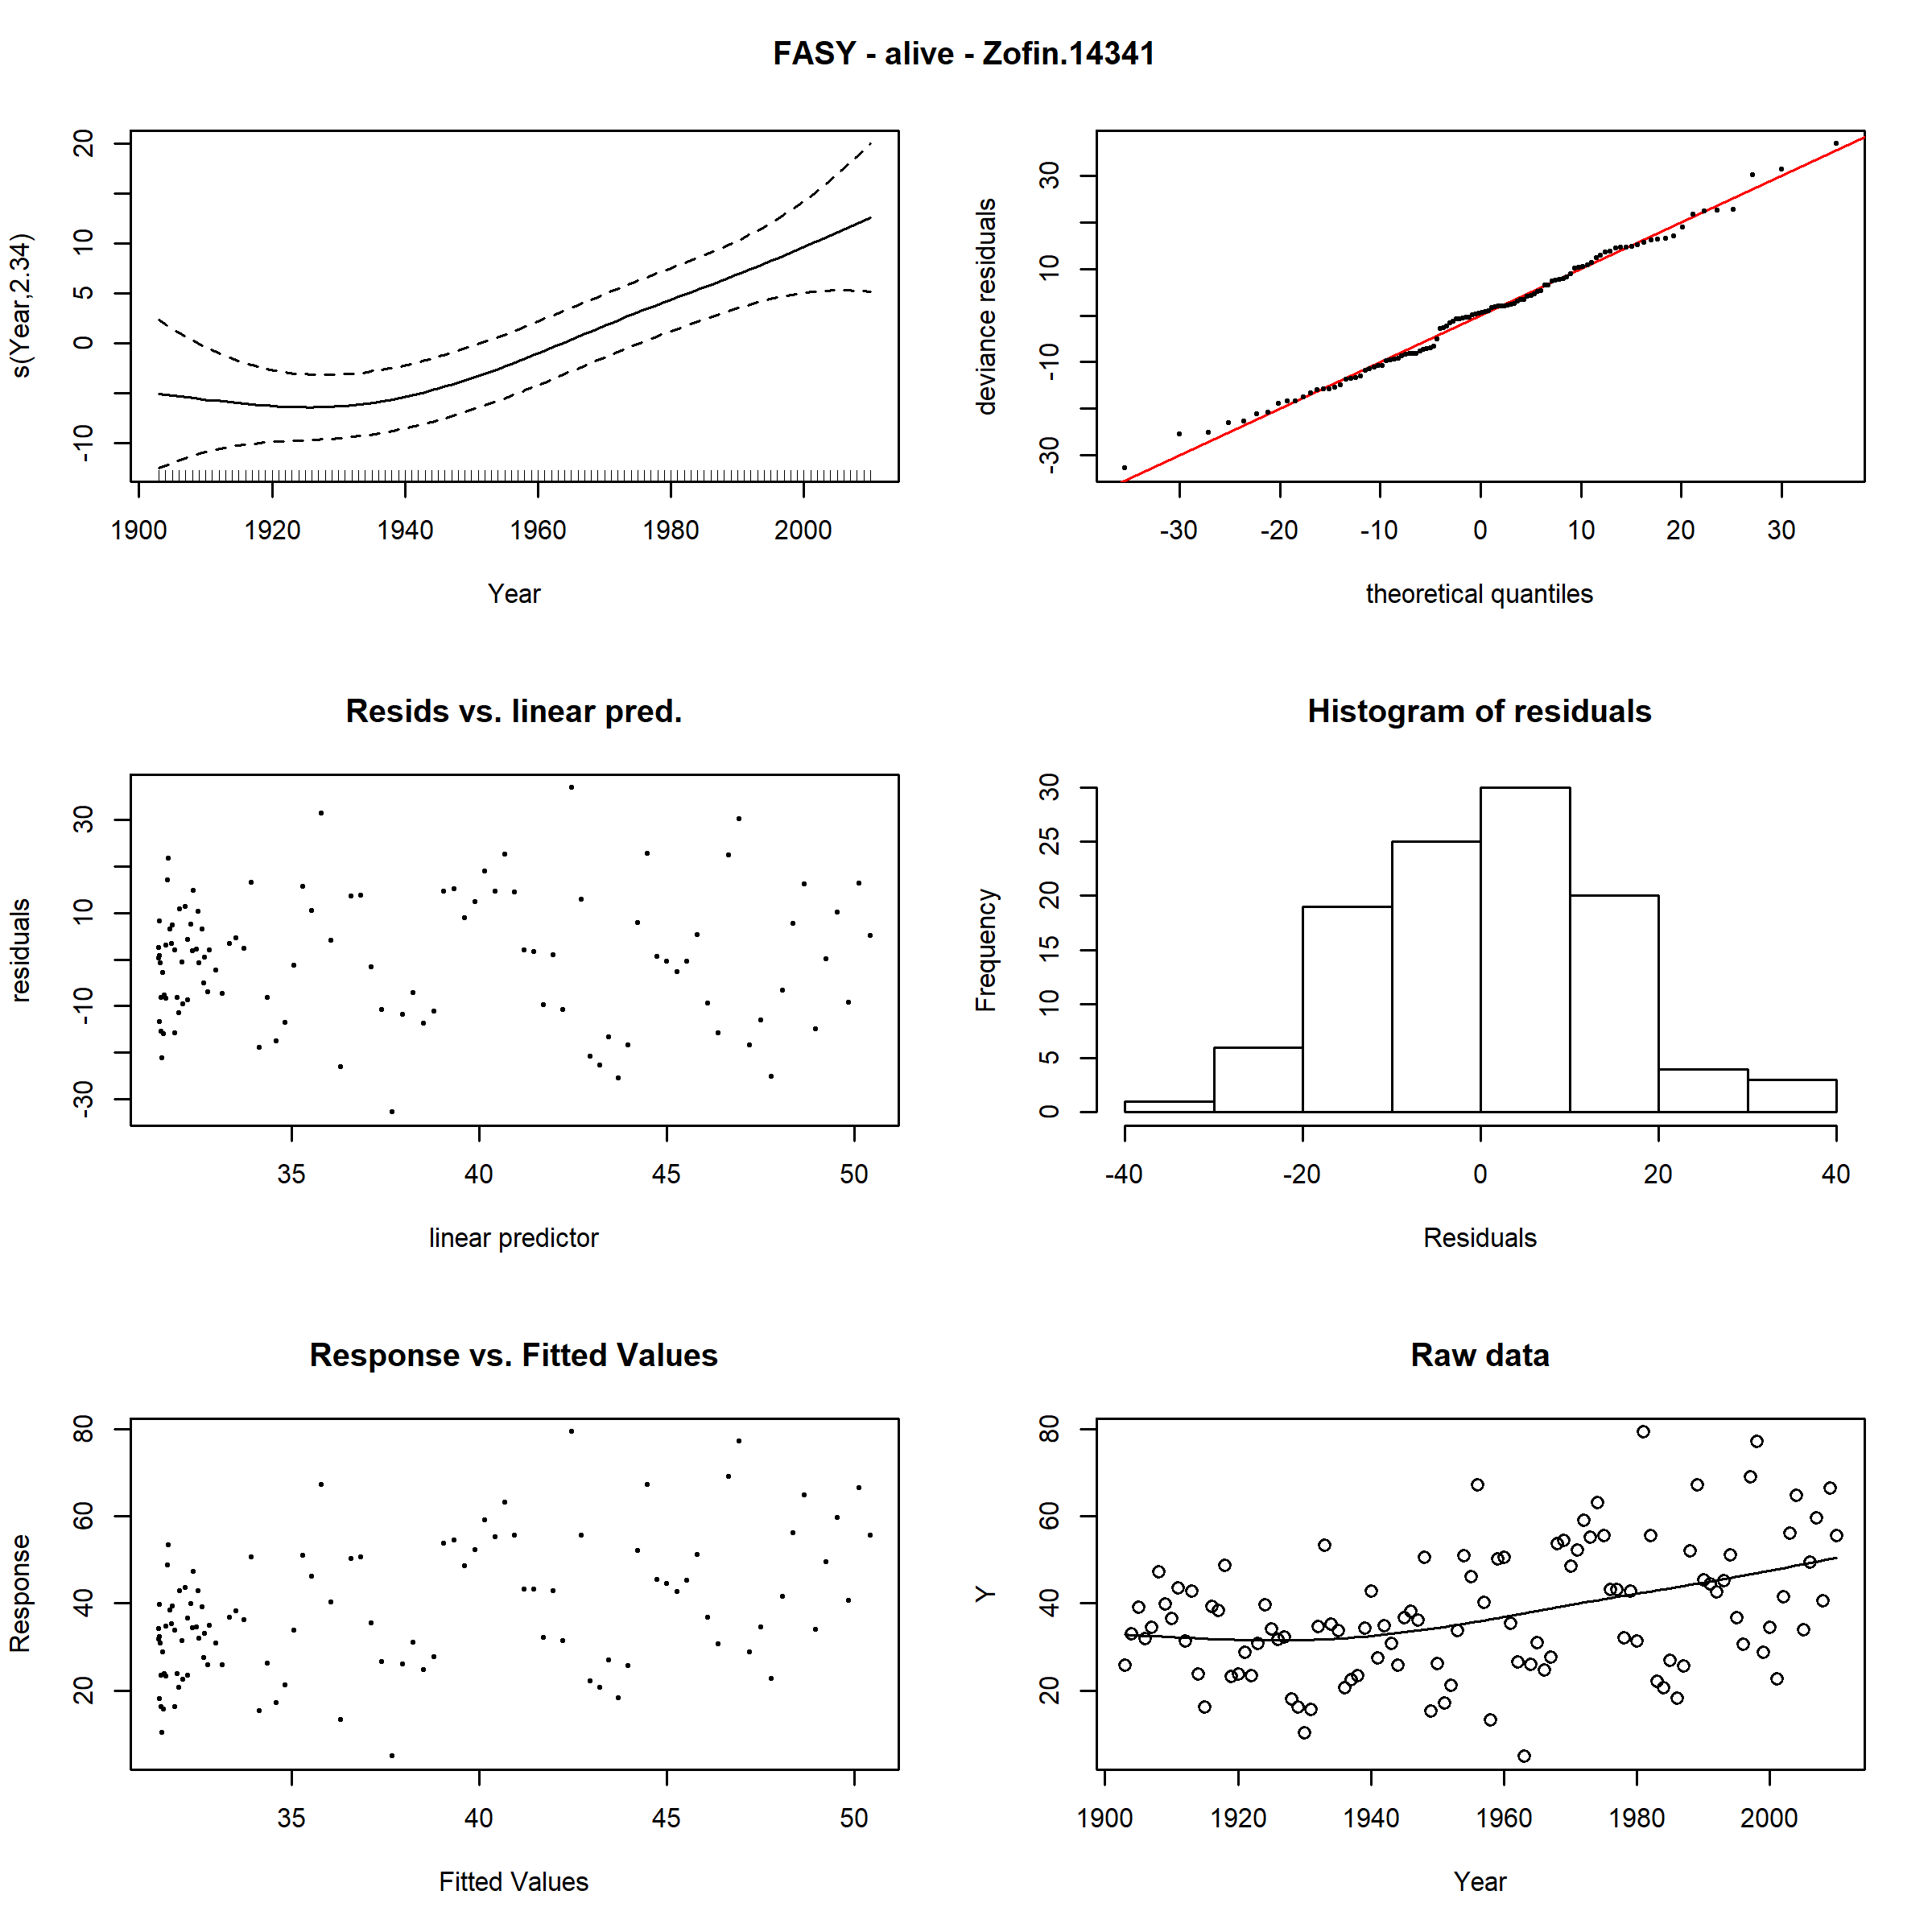 FASY - alive - Zofin.14341
s(Year,2.34)
-10 0 5 10 20
1900 1920 1940 1960 1980 2000
Year
deviance residuals
-30 -10 10 30
-30 -20 -10 0 10 20 30
theoretical quantiles
Resids vs. linear pred.
residuals
-30 -10 10 30
35 40 45 50
linear predictor
Histogram of residuals
Frequency
0 5 10 15 20 25 30
-40 -20 0 20 40
Residuals
Response vs. Fitted Values
Response
20 40 60 80
35 40 45 50
Fitted Values
Raw data
Y
20 40 60 80
1900 1920 1940 1960 1980 2000
Year